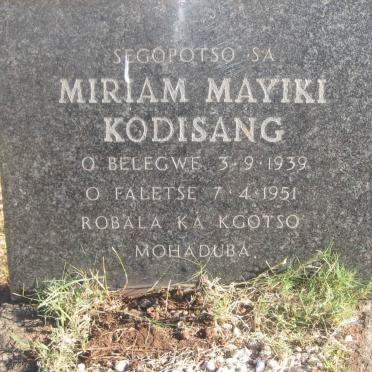 SEGOPOTSO SA
MIRIAM MAYIKI
KODISANG
O BELEGWE 3·9·1939
O FALETSE 7·4·1951
ROBALA KA KGOTSO
MOHADUBA